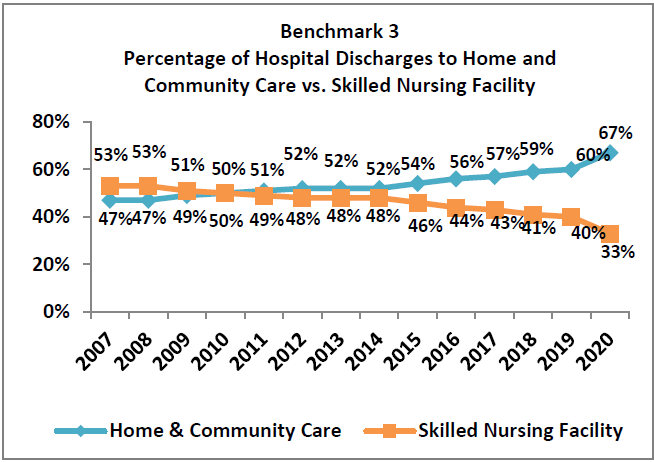 Benchmark 3
Percentage of Hospital Discharges to Home and
Community Care vs. Skilled Nursing Facility
80%
60%
40%
20%
0%
53% 53% 51% 50% 51% 52% 52% 52% 54% 56% 57% 59% 60% 67%
47% 47% 49% 50% 49% 48% 48% 48% 46% 44% 43% 41% 40% 33%
2007 2008 2009 2010 2011 2012 2013 2014 2015 2016 2017 2018 2019 2020
Home & Community Care Skilled Nursing Facility